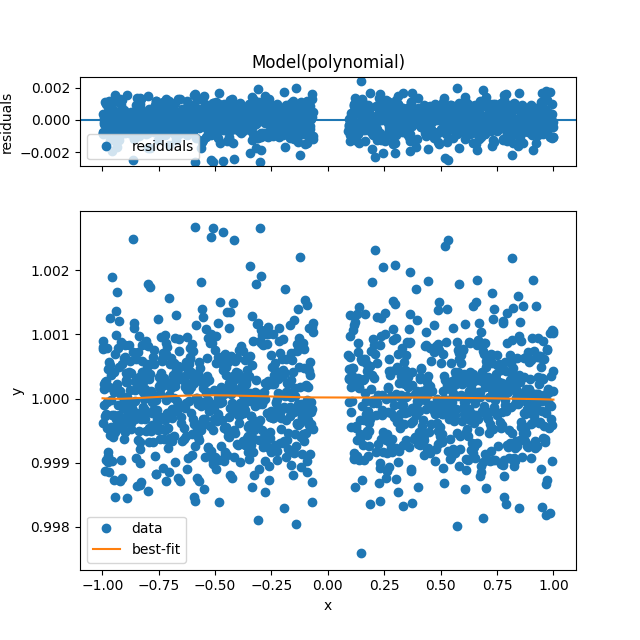 Model(polynomial)
residuals
0.002
0.000
−0.002
residuals
y
1.002
1.001
1.000
0.999
0.998
data
best-fit
−1.00 −0.75 −0.50 −0.25 0.00 0.25 0.50 0.75 1.00
x